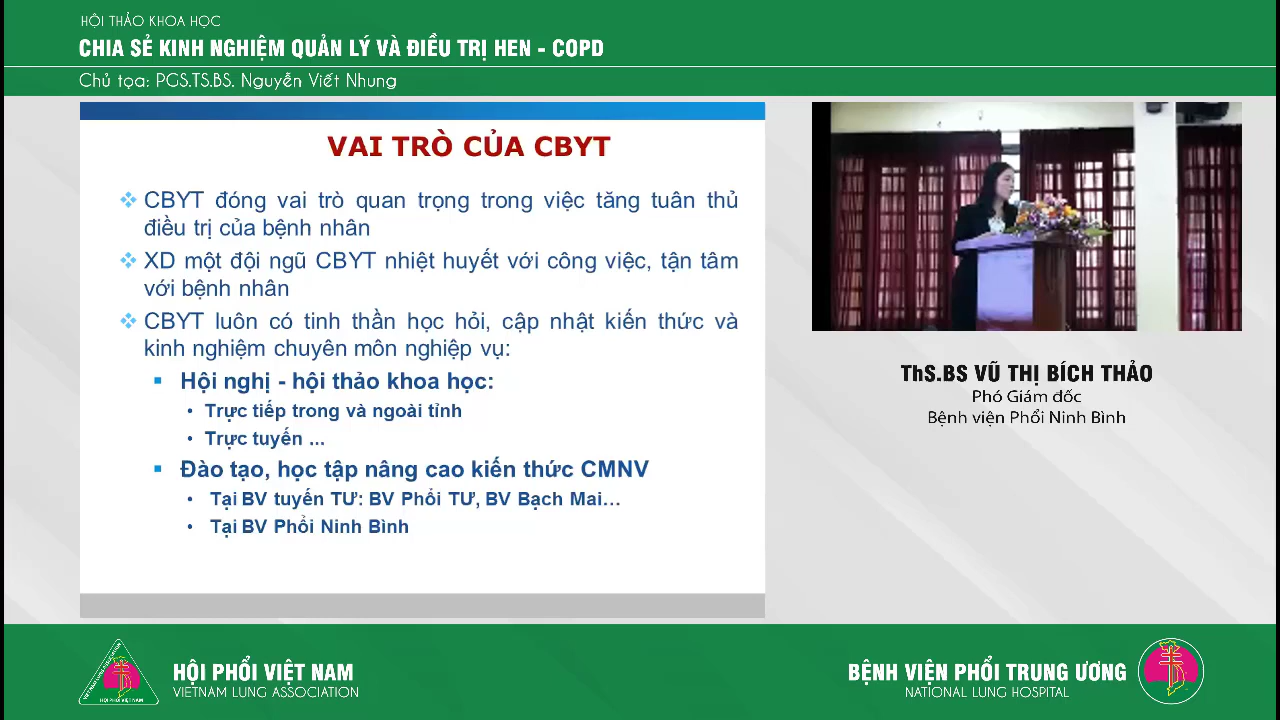 HỘI THẢO KHOA HỌC
CHIA SẺ KINH NGHIỆM QUẢN LÝ VÀ ĐIỀU TRỊ HEN - COPD
Chủ tọa: PGS.TS.BS. Nguyễn Viết Nhung
VAI TRÒ CỦA CBYT
CBYT đóng vai trò quan trọng trong việc tăng tuân thủ
điều trị của bệnh nhân
XD một đội ngũ CBYT nhiệt huyết với công việc, tận tâm
với bệnh nhân
CBYT luôn có tinh thần học hỏi, cập nhật kiến thức và
kinh nghiệm chuyên môn nghiệp vụ:
Hội nghị - hội thảo khoa học:
• Trực tiếp trong và ngoài tỉnh
• Trực tuyến ...
Đào tạo, học tập nâng cao kiến thức CMNV
• Tại BV tuyến TƯ: BV Phổi TƯ, BV Bạch Mai...
• Tại BV Phổi Ninh Bình
ThS.BS VŨ THỊ BÍCH THẢO
Phó Giám đốc
Bệnh viện Phổi Ninh Bình
VIETNAM LUNG ASSOCIATION
HỘI PHỔI VIỆT NAM
HỘI PHỔI VIỆT NAM
VIETNAM LUNG ASSOCIATION
BỆNH VIỆN PHỔI TRUNG ƯƠNG
NATIONAL LUNG HOSPITAL